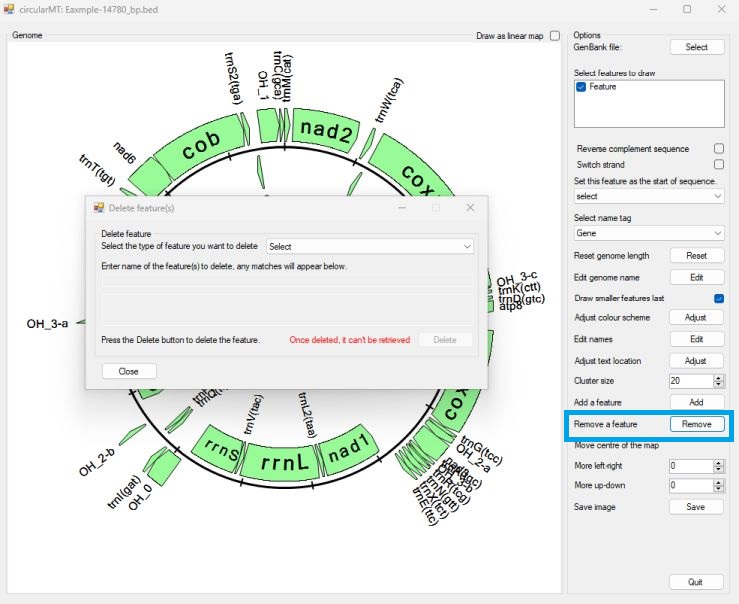 circularMT: Eaxmple-14780_bp.bed
Genome
Draw as linear map
trnS2(tga)
OH_1
trnC(gca)
trnM(cat)
nad2
trnW(tca)
cox
cob
nad6
trnT(tgt)
OH_3-a
OH_3-c
trnK(ctt)
trnD(gtc)
atp8
cox
trnG(tcc)
OH_2-a
trnR(tcg)
trnN(gtt)
trnX(tct)
trnE(ttc)
nad1
trnL2(taa)
rrnL
trnV(tac)
rrnS
OH_2-b
trnI(gat)
OH_0
Delete feature(s)
Delete feature
Select the type of feature you want to delete
Select
Enter name of the feature(s) to delete, any matches will appear below.
Press the Delete button to delete the feature.
Once deleted, it can't be retrieved
Delete
Close
Options
GenBank file:
Select
Select features to draw
Feature
Reverse complement sequence
Switch strand
Set this feature as the start of sequence.
select
Select name tag
Gene
Reset genome length
Reset
Edit genome name
Edit
Draw smaller features last
Adjust colour scheme
Adjust
Edit names
Edit
Adjust text location
Adjust
Cluster size
20
Add a feature
Add
Remove a feature
Remove
Move centre of the map
More left-right
0
More up-down
0
Save image
Save
Quit